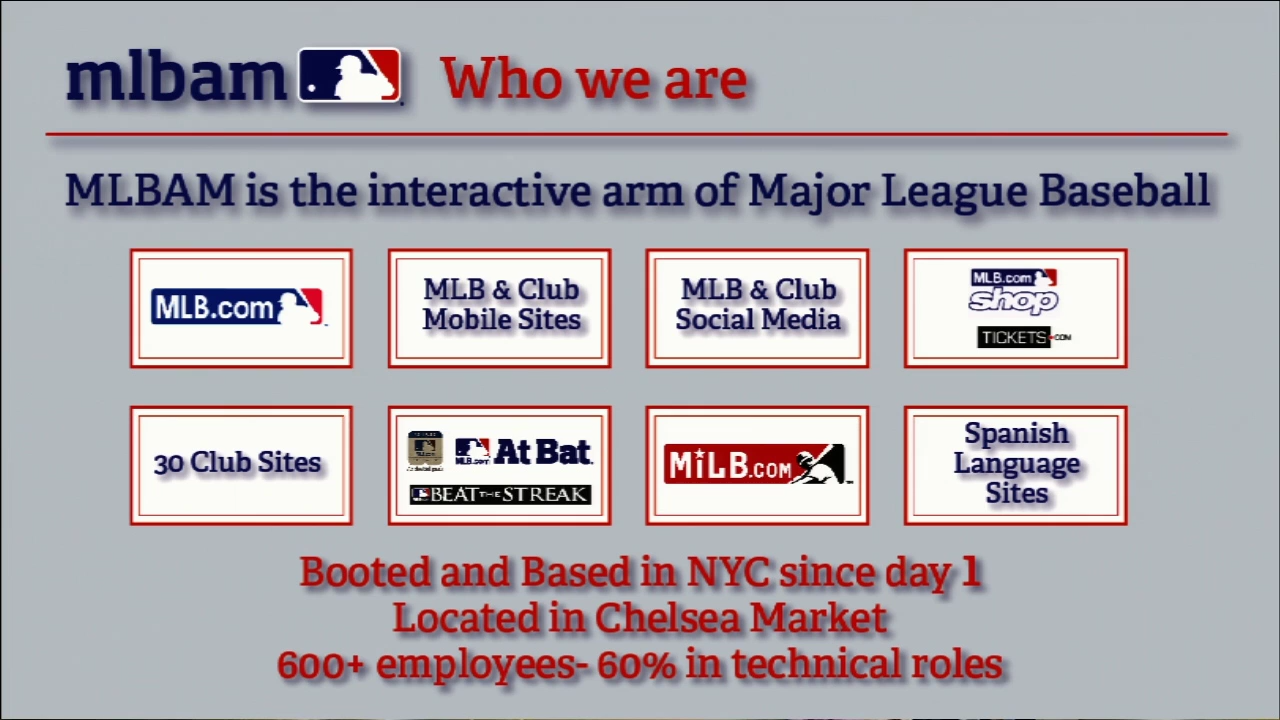 mlbam Who we are
MLBAM is the interactive arm of Major League Baseball
MLB.com
MLB & Club
Mobile Sites
MLB & Club
Social Media
MLB.com
shop
TICKETS.COM
30 Club Sites
MLB.com At Bat
BEAT THE STREAK
MiLB.COM
Spanish
Language
Sites
Booted and Based in NYC since day 1
Located in Chelsea Market
600+ employees- 60% in technical roles